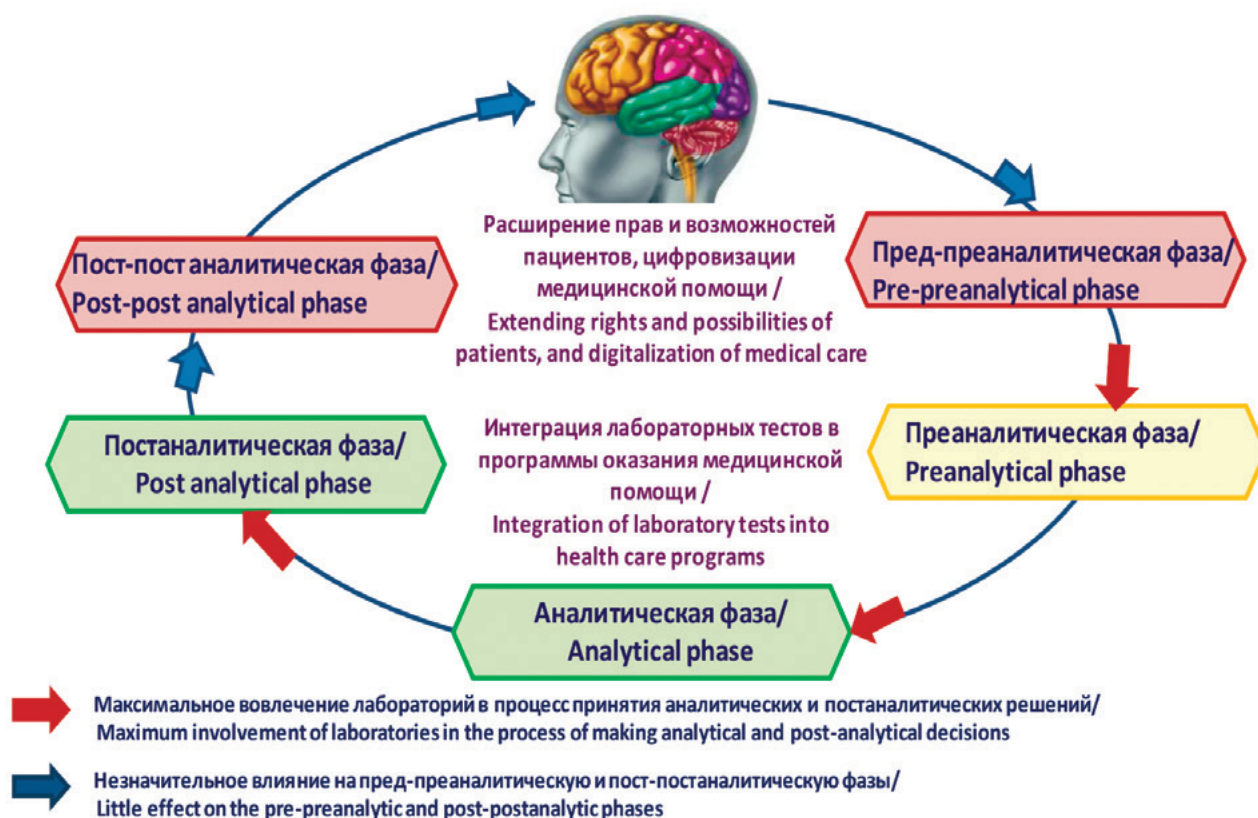 Расширение прав и возможностей
пациентов, цифровизации
медицинской помощи /
Extending rights and possibilities of
patients, and digitalization of medical care
Пост-пост аналитическая фаза/
Post-post analytical phase
Пред-преаналитическая фаза/
Pre-preanalytical phase
Постаналитическая фаза/
Post analytical phase
Интеграция лабораторных тестов в
программы оказания медицинской
помощи /
Integration of laboratory tests into
health care programs
Преаналитическая фаза/
Preanalytical phase
Аналитическая фаза/
Analytical phase
Максимальное вовлечение лабораторий в процесс принятия аналитических и постаналитических решений/
Maximum involvement of laboratories in the process of making analytical and post-analytical decisions
Незначительное влияние на пред-преаналитическую и пост-постаналитическую фазы/
Little effect on the pre-preanalytic and post-postanalytic phases